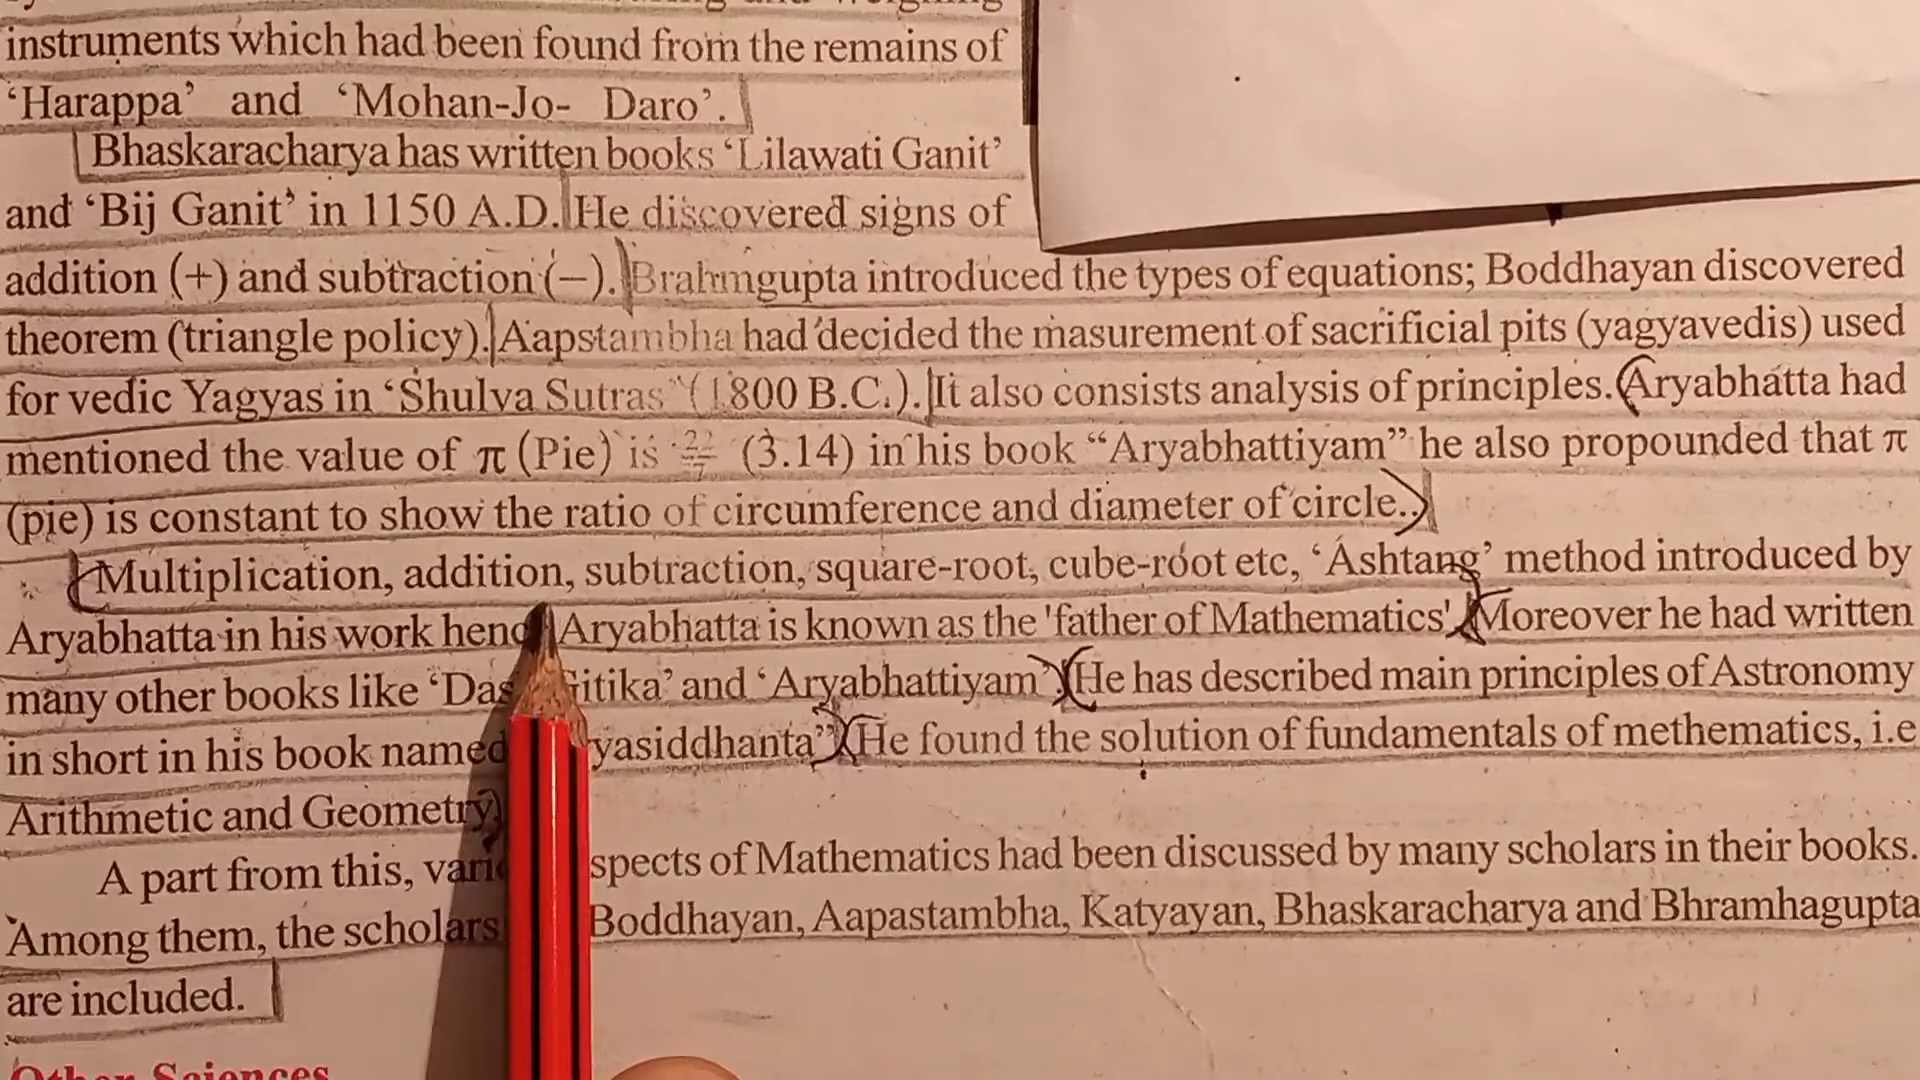 instruments which had been found from the remains of
‘Harappa’ and ‘Mohan-Jo- Daro’.
Bhaskaracharya has written books ‘Lilawati Ganit’
and ‘Bij Ganit’ in 1150 A.D. He discovered signs of
addition (+) and subtraction (−). Brahmgupta introduced the types of equations; Boddhayan discovered
theorem (triangle policy). Aapstambha had decided the masurement of sacrificial pits (yagyavedis) used
for vedic Yagyas in ‘Shulva Sutras” (1800 B.C.). It also consists analysis of principles. Aryabhatta had
mentioned the value of π (Pie) is 22/7 (3.14) in his book “Aryabhattiyam” he also propounded that π
(pie) is constant to show the ratio of circumference and diameter of circle..
Multiplication, addition, subtraction, square-root, cube-root etc, ‘Ashtang’ method introduced by
Aryabhatta in his work Aryabhatta is known as the 'father of Mathematics'. Moreover he had written
many other books like and ‘Aryabhattiyam’. He has described main principles of Astronomy
in short in his book named yasiddhanta” He found the solution of fundamentals of methematics, i.e
Arithmetic and Geometry.
A part from this, spects of Mathematics had been discussed by many scholars in their books.
Among them, the scholars Boddhayan, Aapastambha, Katyayan, Bhaskaracharya and Bhramhagupta
are included.
Other Sciences